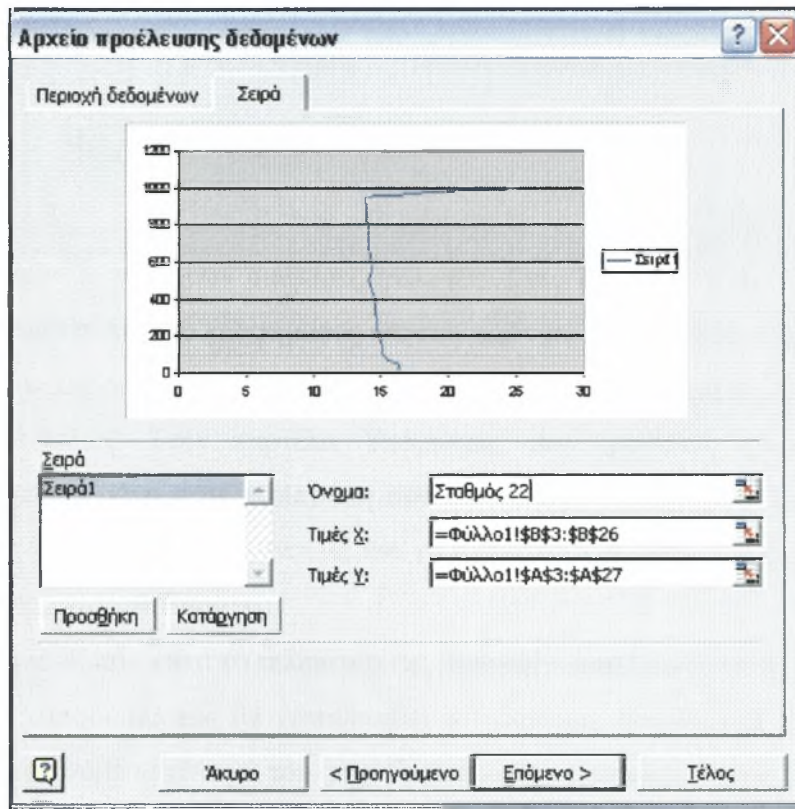 Αρχείο προέλευσης δεδομένων
Περιοχή δεδομένων Σειρά
1200
1000
800
600
400
200
0
0 5 10 15 20 25 30
Σειρά1
Σειρά
Σειρά1
Όνομα: Σταθμός 22
Τιμές X: =Φύλλο1!$B$3:$B$26
Τιμές Y: =Φύλλο1!$A$3:$A$27
Προσθήκη Κατάργηση
Άκυρο < Προηγούμενο Επόμενο > Τέλος